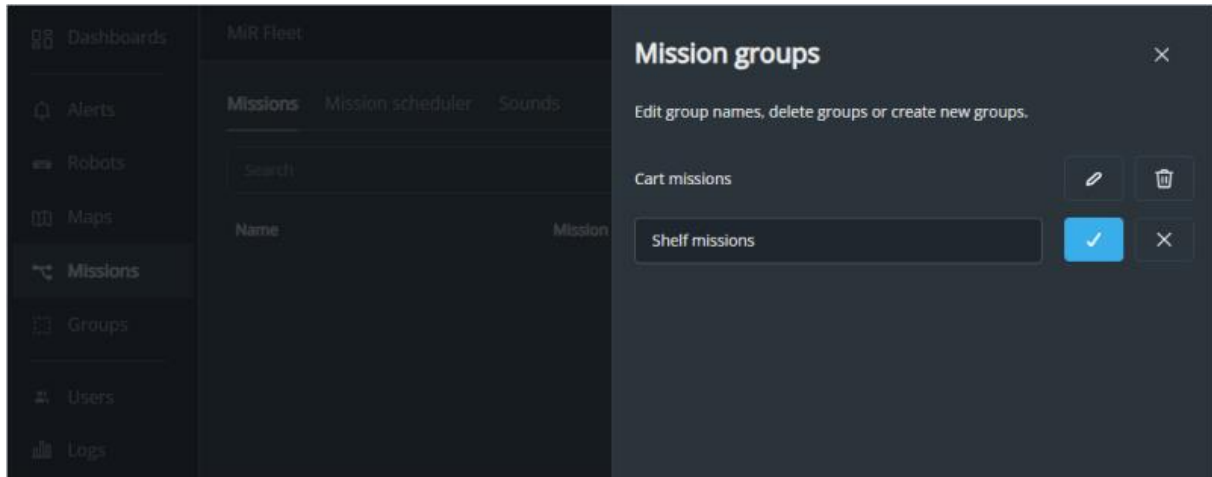 Dashboards
Alerts
Robots
Maps
Missions
Groups
Users
Logs
MiR Fleet
Missions Mission scheduler Sounds
Search
Name Mission
Mission groups
Edit group names, delete groups or create new groups.
Cart missions
Shelf missions